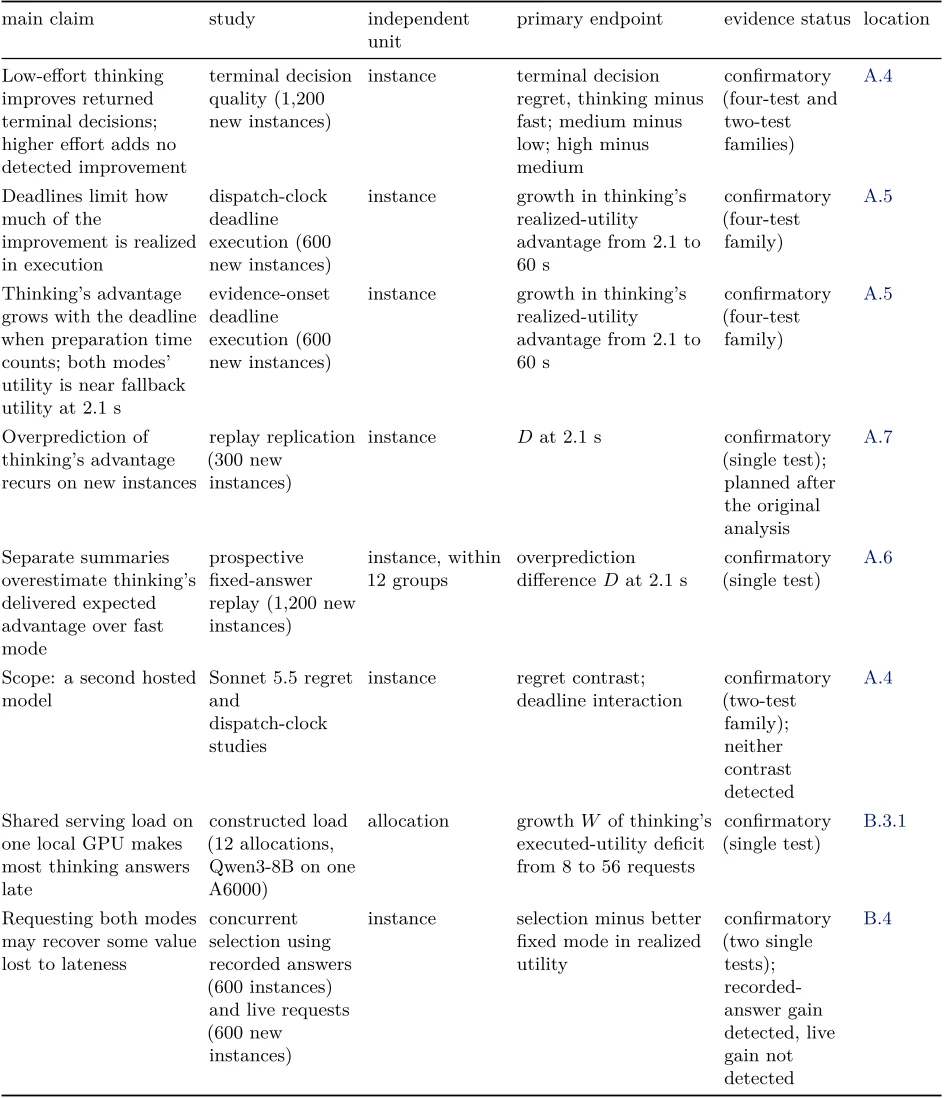 main claim study independent unit primary endpoint evidence status location
Low-effort thinking improves returned terminal decisions; higher effort adds no detected improvement
terminal decision quality (1,200 new instances)
instance
terminal decision regret, thinking minus fast; medium minus low; high minus medium
confirmatory (four-test and two-test families)
A.4
Deadlines limit how much of the improvement is realized in execution
dispatch-clock deadline execution (600 new instances)
instance
growth in thinking's realized-utility advantage from 2.1 to 60 s
confirmatory (four-test family)
A.5
Thinking's advantage grows with the deadline when preparation time counts; both modes' utility is near fallback utility at 2.1 s
evidence-onset deadline execution (600 new instances)
instance
growth in thinking's realized-utility advantage from 2.1 to 60 s
confirmatory (four-test family)
A.5
Overprediction of thinking's advantage recurs on new instances
replay replication (300 new instances)
instance
D at 2.1 s
confirmatory (single test); planned after the original analysis
A.7
Separate summaries overestimate thinking's delivered expected advantage over fast mode
prospective fixed-answer replay (1,200 new instances)
instance, within 12 groups
overprediction difference D at 2.1 s
confirmatory (single test)
A.6
Scope: a second hosted model
Sonnet 5.5 regret and dispatch-clock studies
instance
regret contrast; deadline interaction
confirmatory (two-test family); neither contrast detected
A.4
Shared serving load on one local GPU makes most thinking answers late
constructed load (12 allocations, Qwen3-8B on one A6000)
allocation
growth W of thinking's executed-utility deficit from 8 to 56 requests
confirmatory (single test)
B.3.1
Requesting both modes may recover some value lost to lateness
concurrent selection using recorded answers (600 instances) and live requests (600 new instances)
instance
selection minus better fixed mode in realized utility
confirmatory (two single tests); recorded-answer gain detected, live gain not detected
B.4